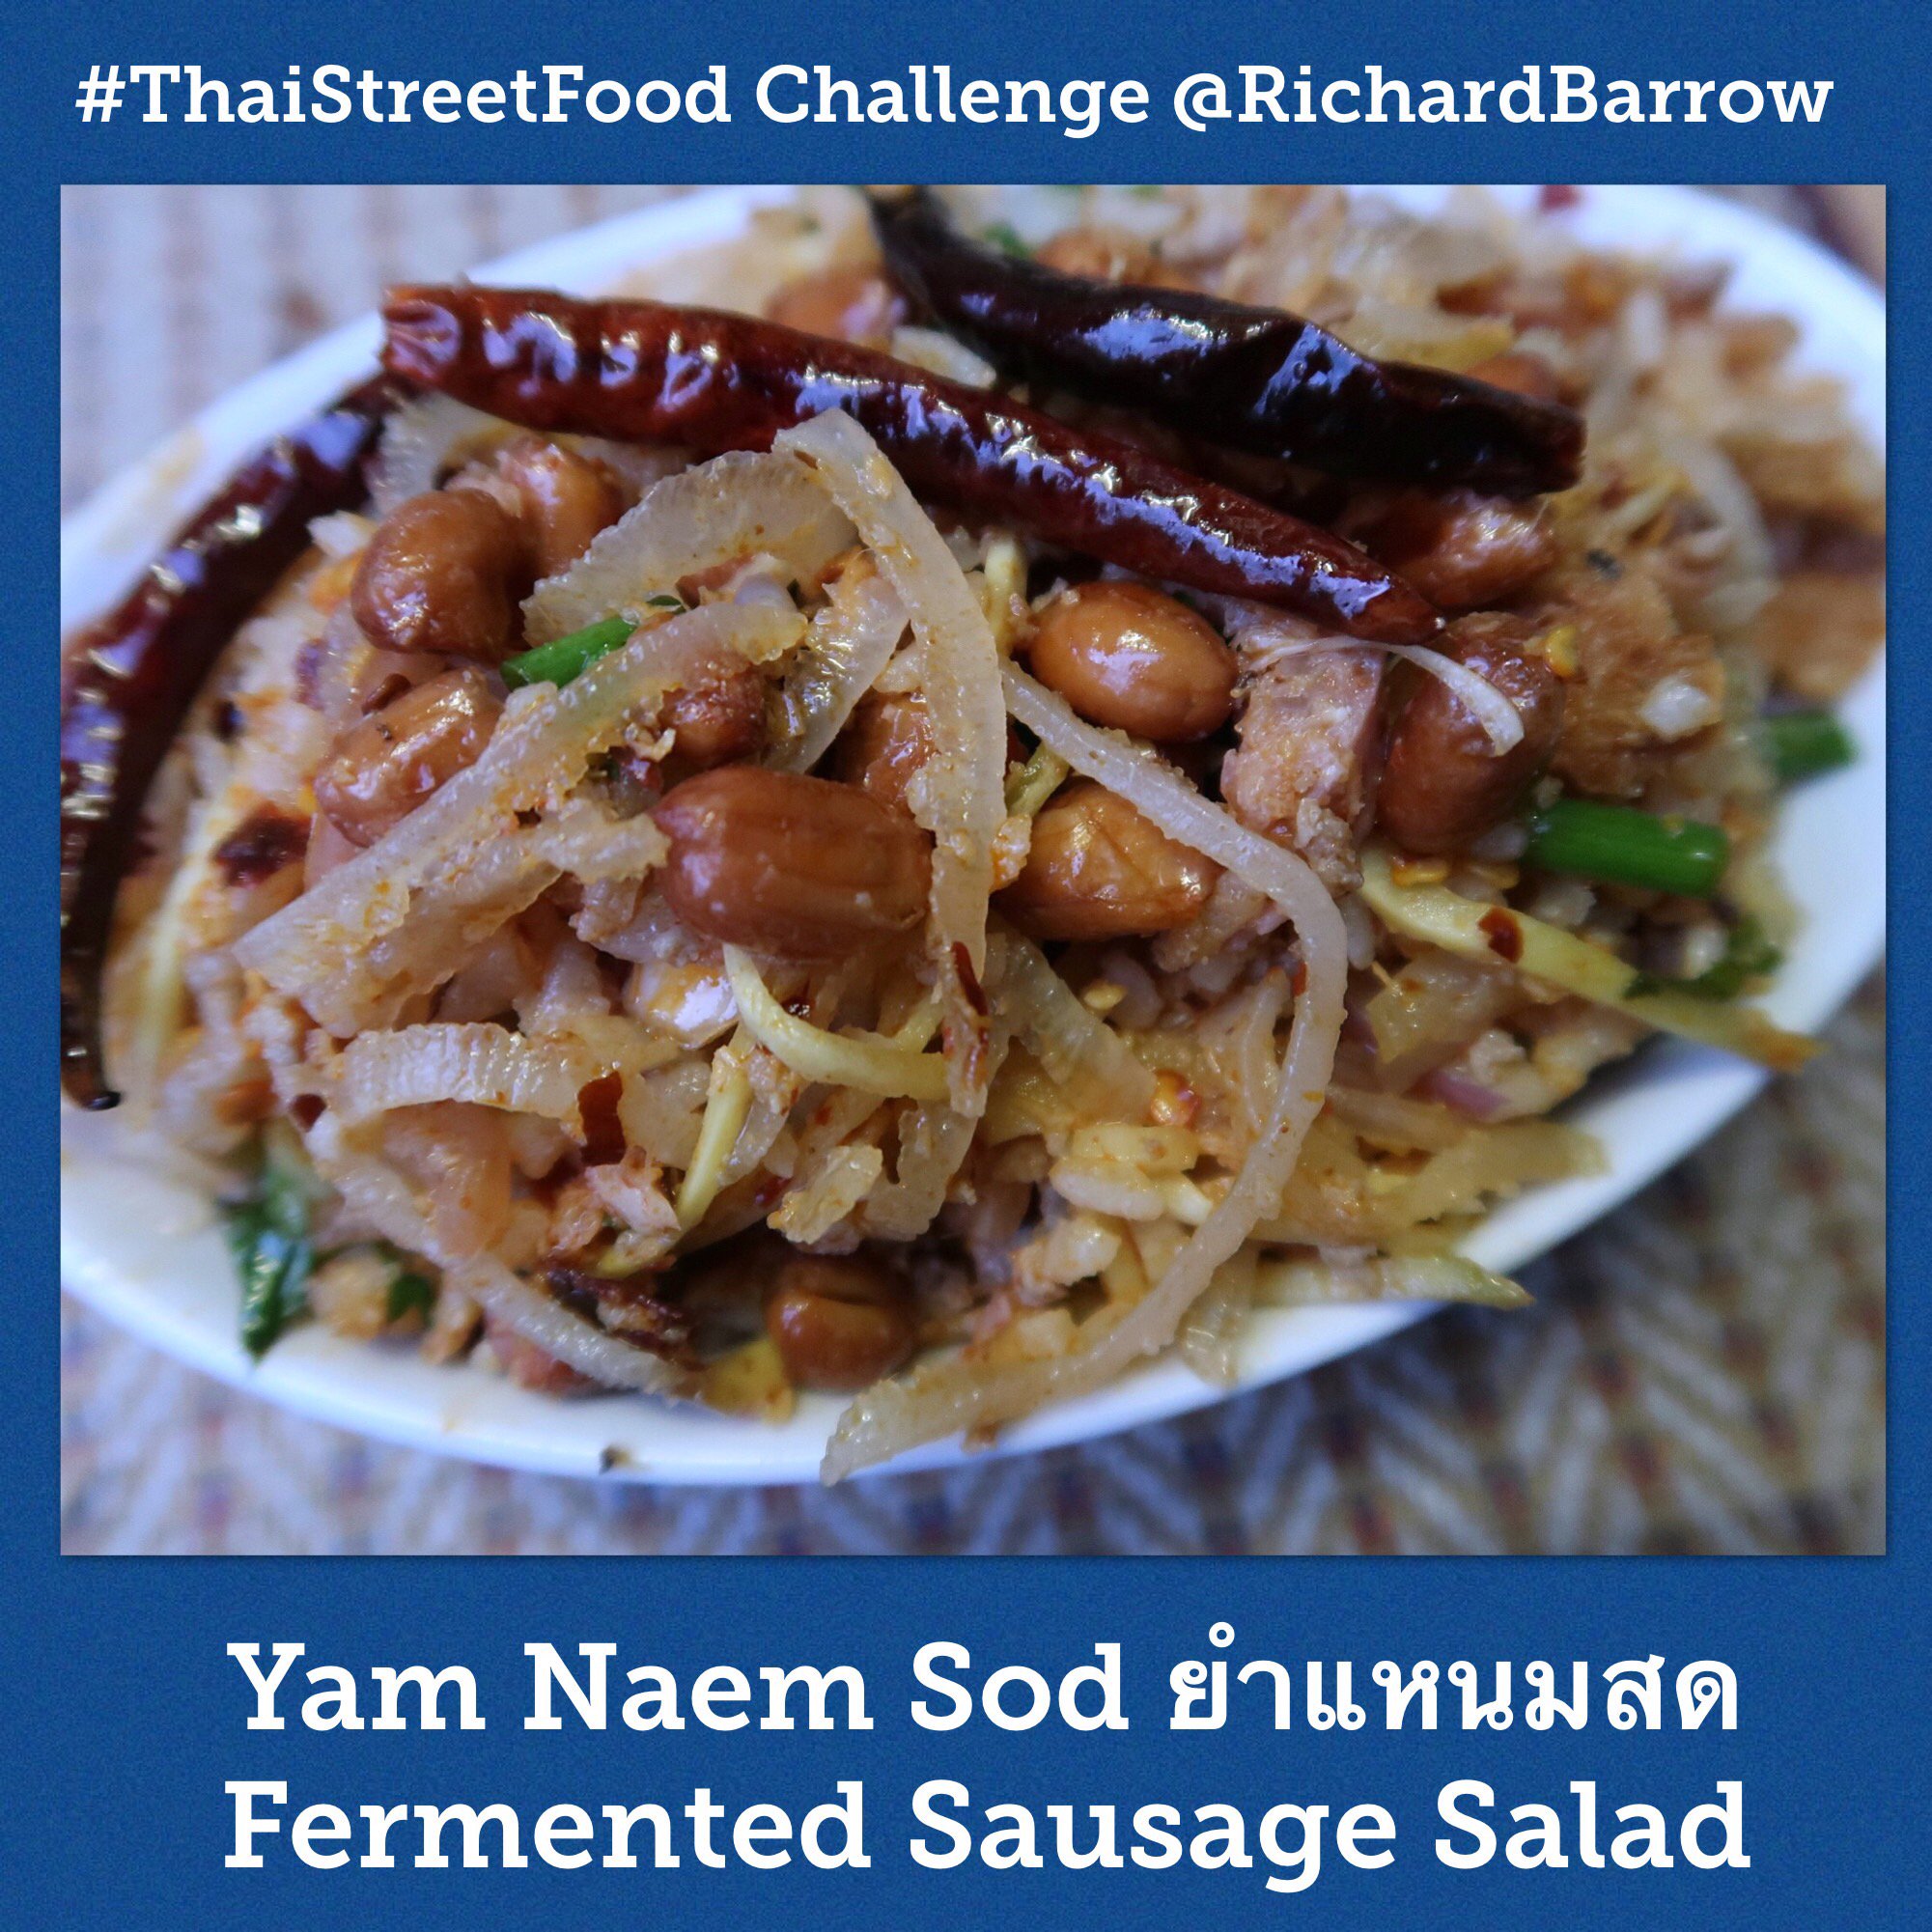 #ThaiStreetFood Challenge @RichardBarrow
Yam Naem Sod ยำแหนมสด
Fermented Sausage Salad